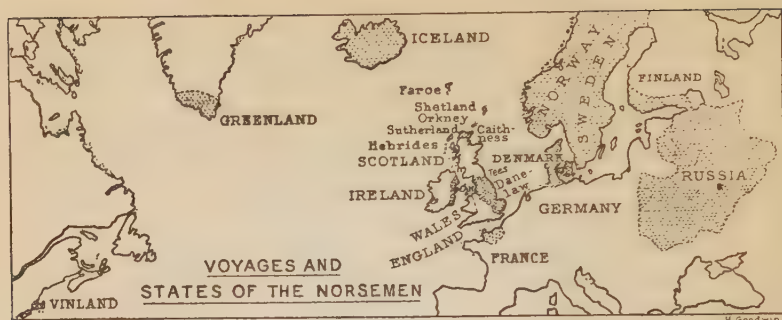 ICELAND
NORWAY
SWEDEN
FINLAND
Faroe
Shetland
Orkney
Sutherland
Caith-
ness
GREENLAND
Hebrides
SCOTLAND
DENMARK
Tees
Dane-
law
IRELAND
RUSSIA
GERMANY
WALES
ENGLAND
FRANCE
VOYAGES AND
STATES OF THE NORSEMEN
VINLAND